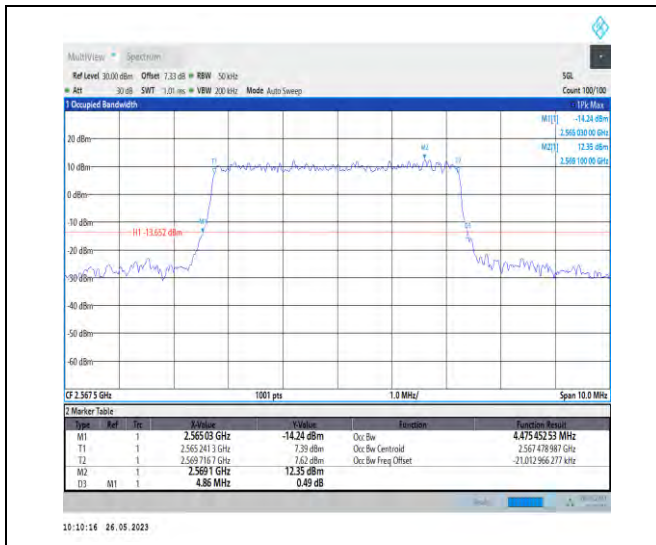 MultiView Spectrum
Ref Level 30.00 dBm Offset 7.33 dB RBW 50 kHz SGL
Att 30 dB SWT 1.01 ms VBW 200 kHz Mode Auto Sweep Count 100/100
1 Occupied Bandwidth 1Pk Max
M1[1] -14.24 dBm
2.565 030 00 GHz
20 dBm
M2[1] 12.35 dBm
2.569 100 00 GHz
M2
T1
10 dBm
0 dBm
-10 dBm
M1
D3
H1 -13.652 dBm
-20 dBm
-30 dBm
-40 dBm
-50 dBm
-60 dBm
CF 2.567 5 GHz 1001 pts 1.0 MHz/ Span 10.0 MHz
2 Marker Table
Type Ref Trc X-Value Y-Value Function Function Result
M1 1 2.565 03 GHz -14.24 dBm Occ Bw 4.475 452 53 MHz
T1 1 2.565 241 3 GHz 7.39 dBm Occ Bw Centroid 2.567 478 987 GHz
T2 1 2.569 716 7 GHz 7.62 dBm Occ Bw Freq Offset -21.012 966 277 kHz
M2 1 2.569 1 GHz 12.35 dBm
D3 M1 1 4.86 MHz 0.49 dB
10:10:16 26.05.2023